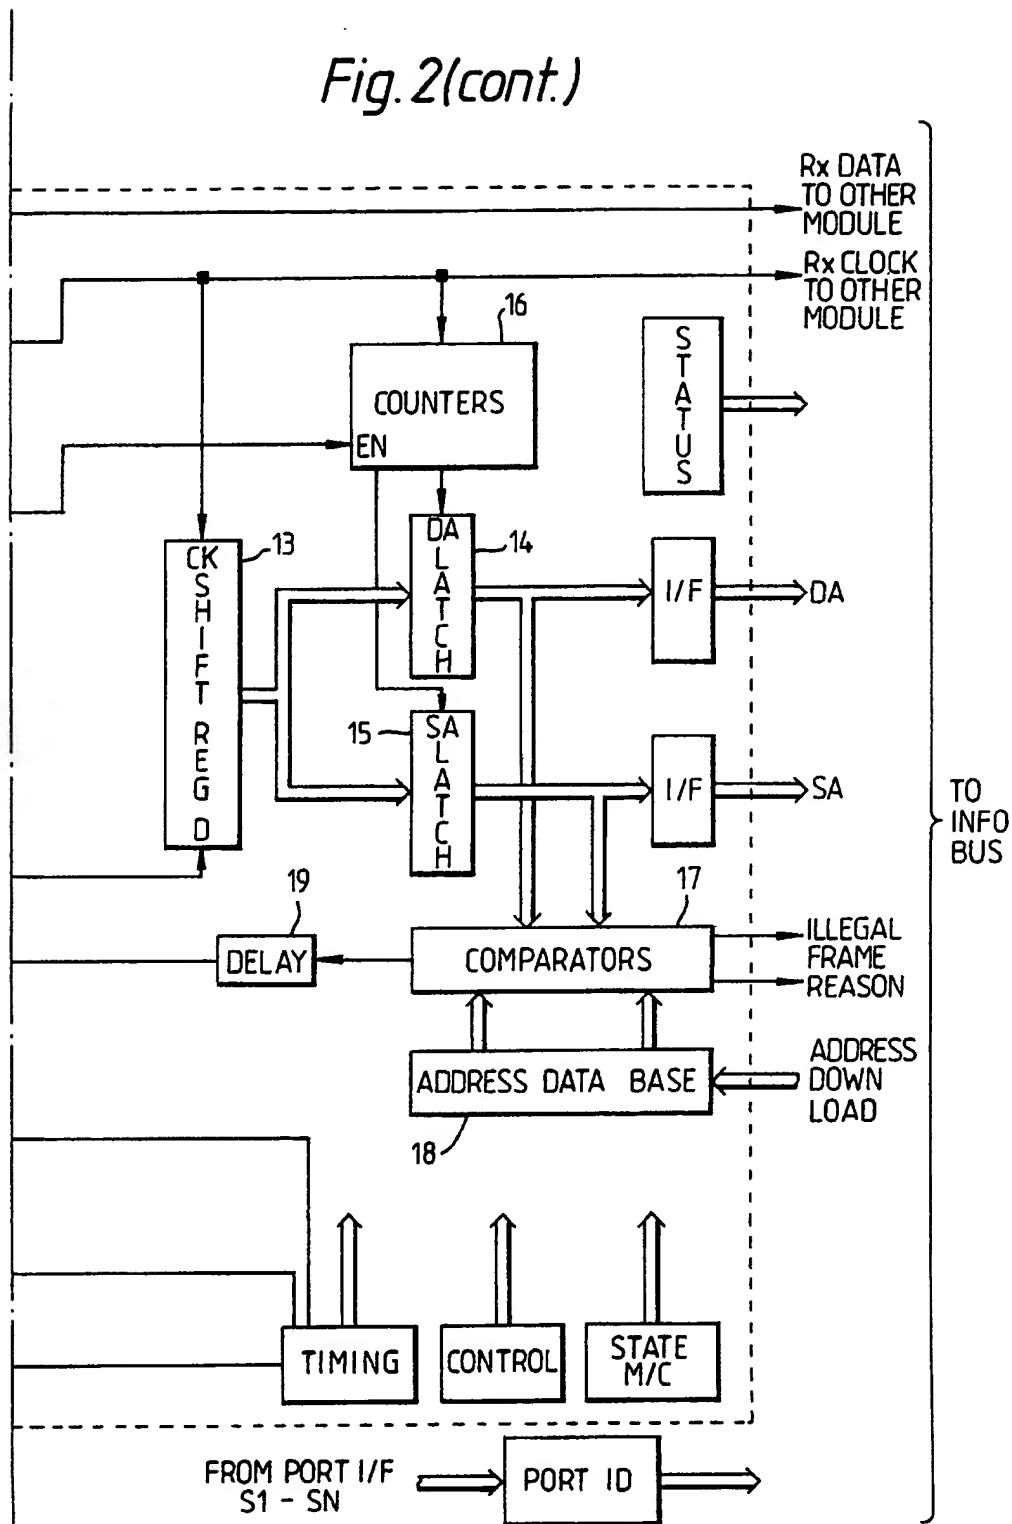 Fig. 2(cont.)
Rx DATA
TO OTHER
MODULE
Rx CLOCK
TO OTHER
MODULE
16
COUNTERS
EN
STATUS
13
CK
SHIFT REG D
DA
LATCH
14
I/F
DA
15
SA
LATCH
I/F
SA
TO
INFO
BUS
19
DELAY
17
COMPARATORS
ILLEGAL
FRAME
REASON
ADDRESS DATA BASE
18
ADDRESS
DOWN
LOAD
TIMING
CONTROL
STATE
M/C
FROM PORT I/F
S1 - SN
PORT ID